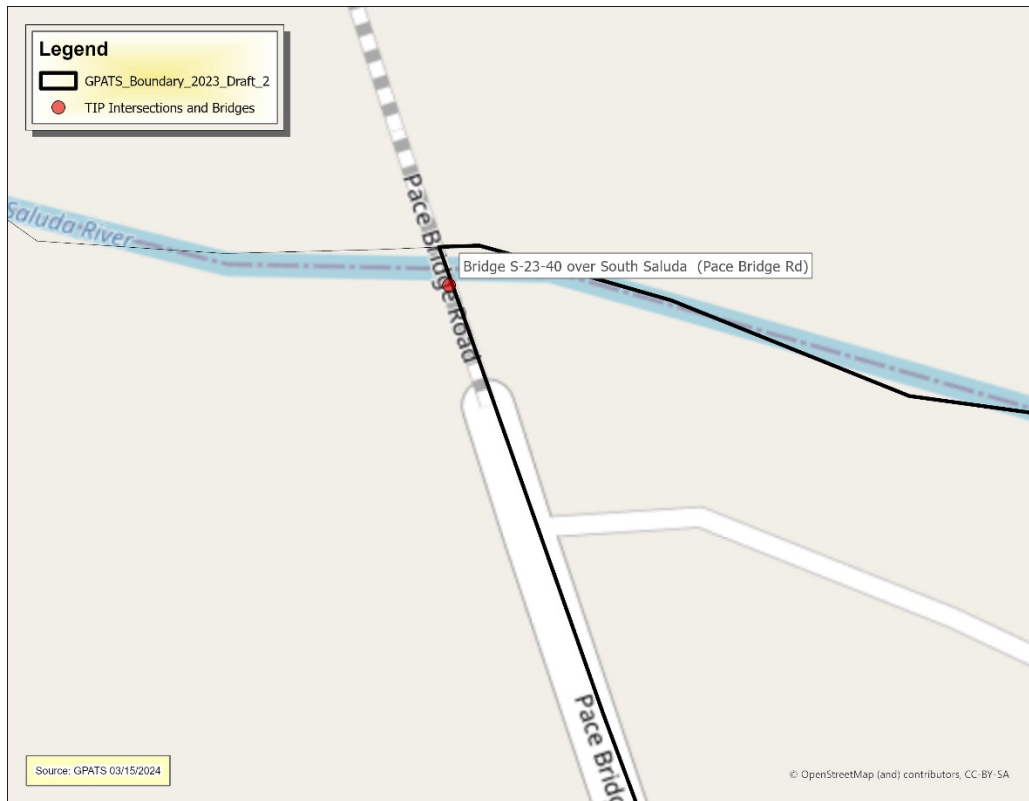 Legend
GPATS_Boundary_2023_Draft_2
TIP Intersections and Bridges
Pace Bridge Road
Saluda River
Bridge S-23-40 over South Saluda (Pace Bridge Rd)
Pace Bridg
Source: GPATS 03/15/2024
© OpenStreetMap (and) contributors, CC-BY-SA